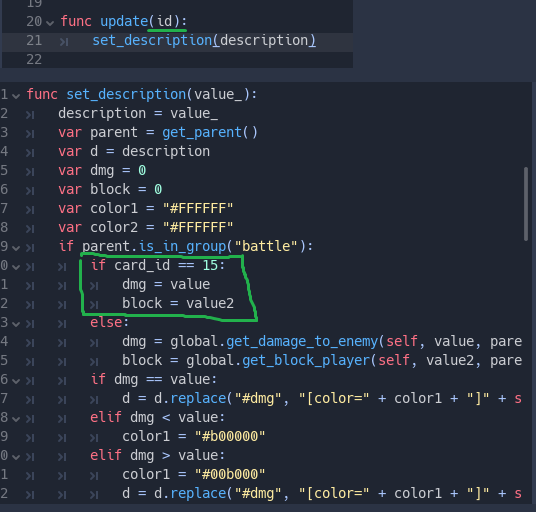 19
20 func update(id):
21 set_description(description)
22
1 func set_description(value_):
2 description = value_
3 var parent = get_parent()
4 var d = description
5 var dmg = 0
6 var block = 0
7 var color1 = "#FFFFFF"
8 var color2 = "#FFFFFF"
9 if parent.is_in_group("battle"):
0 if card_id == 15:
1 dmg = value
2 block = value2
3 else:
4 dmg = global.get_damage_to_enemy(self, value, pare
5 block = global.get_block_player(self, value2, pare
6 if dmg == value:
7 d = d.replace("#dmg", "[color=" + color1 + "]" + s
8 elif dmg < value:
9 color1 = "#b00000"
0 elif dmg > value:
1 color1 = "#00b000"
2 d = d.replace("#dmg", "[color=" + color1 + "]" + s